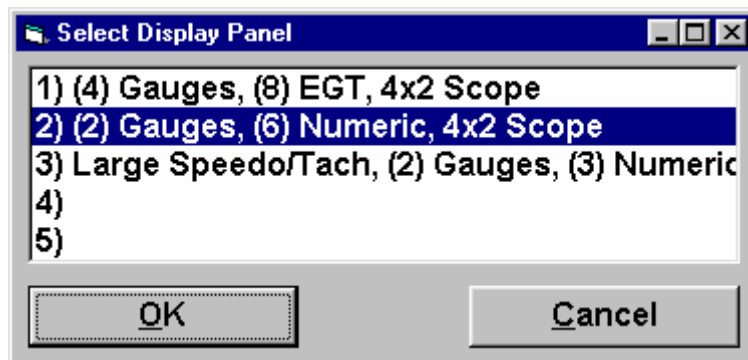 Select Display Panel
1) (4) Gauges, (8) EGT, 4x2 Scope
2) (2) Gauges, (6) Numeric, 4x2 Scope
3) Large Speedo/Tach, (2) Gauges, (3) Numeric
4)
5)
OK
Cancel